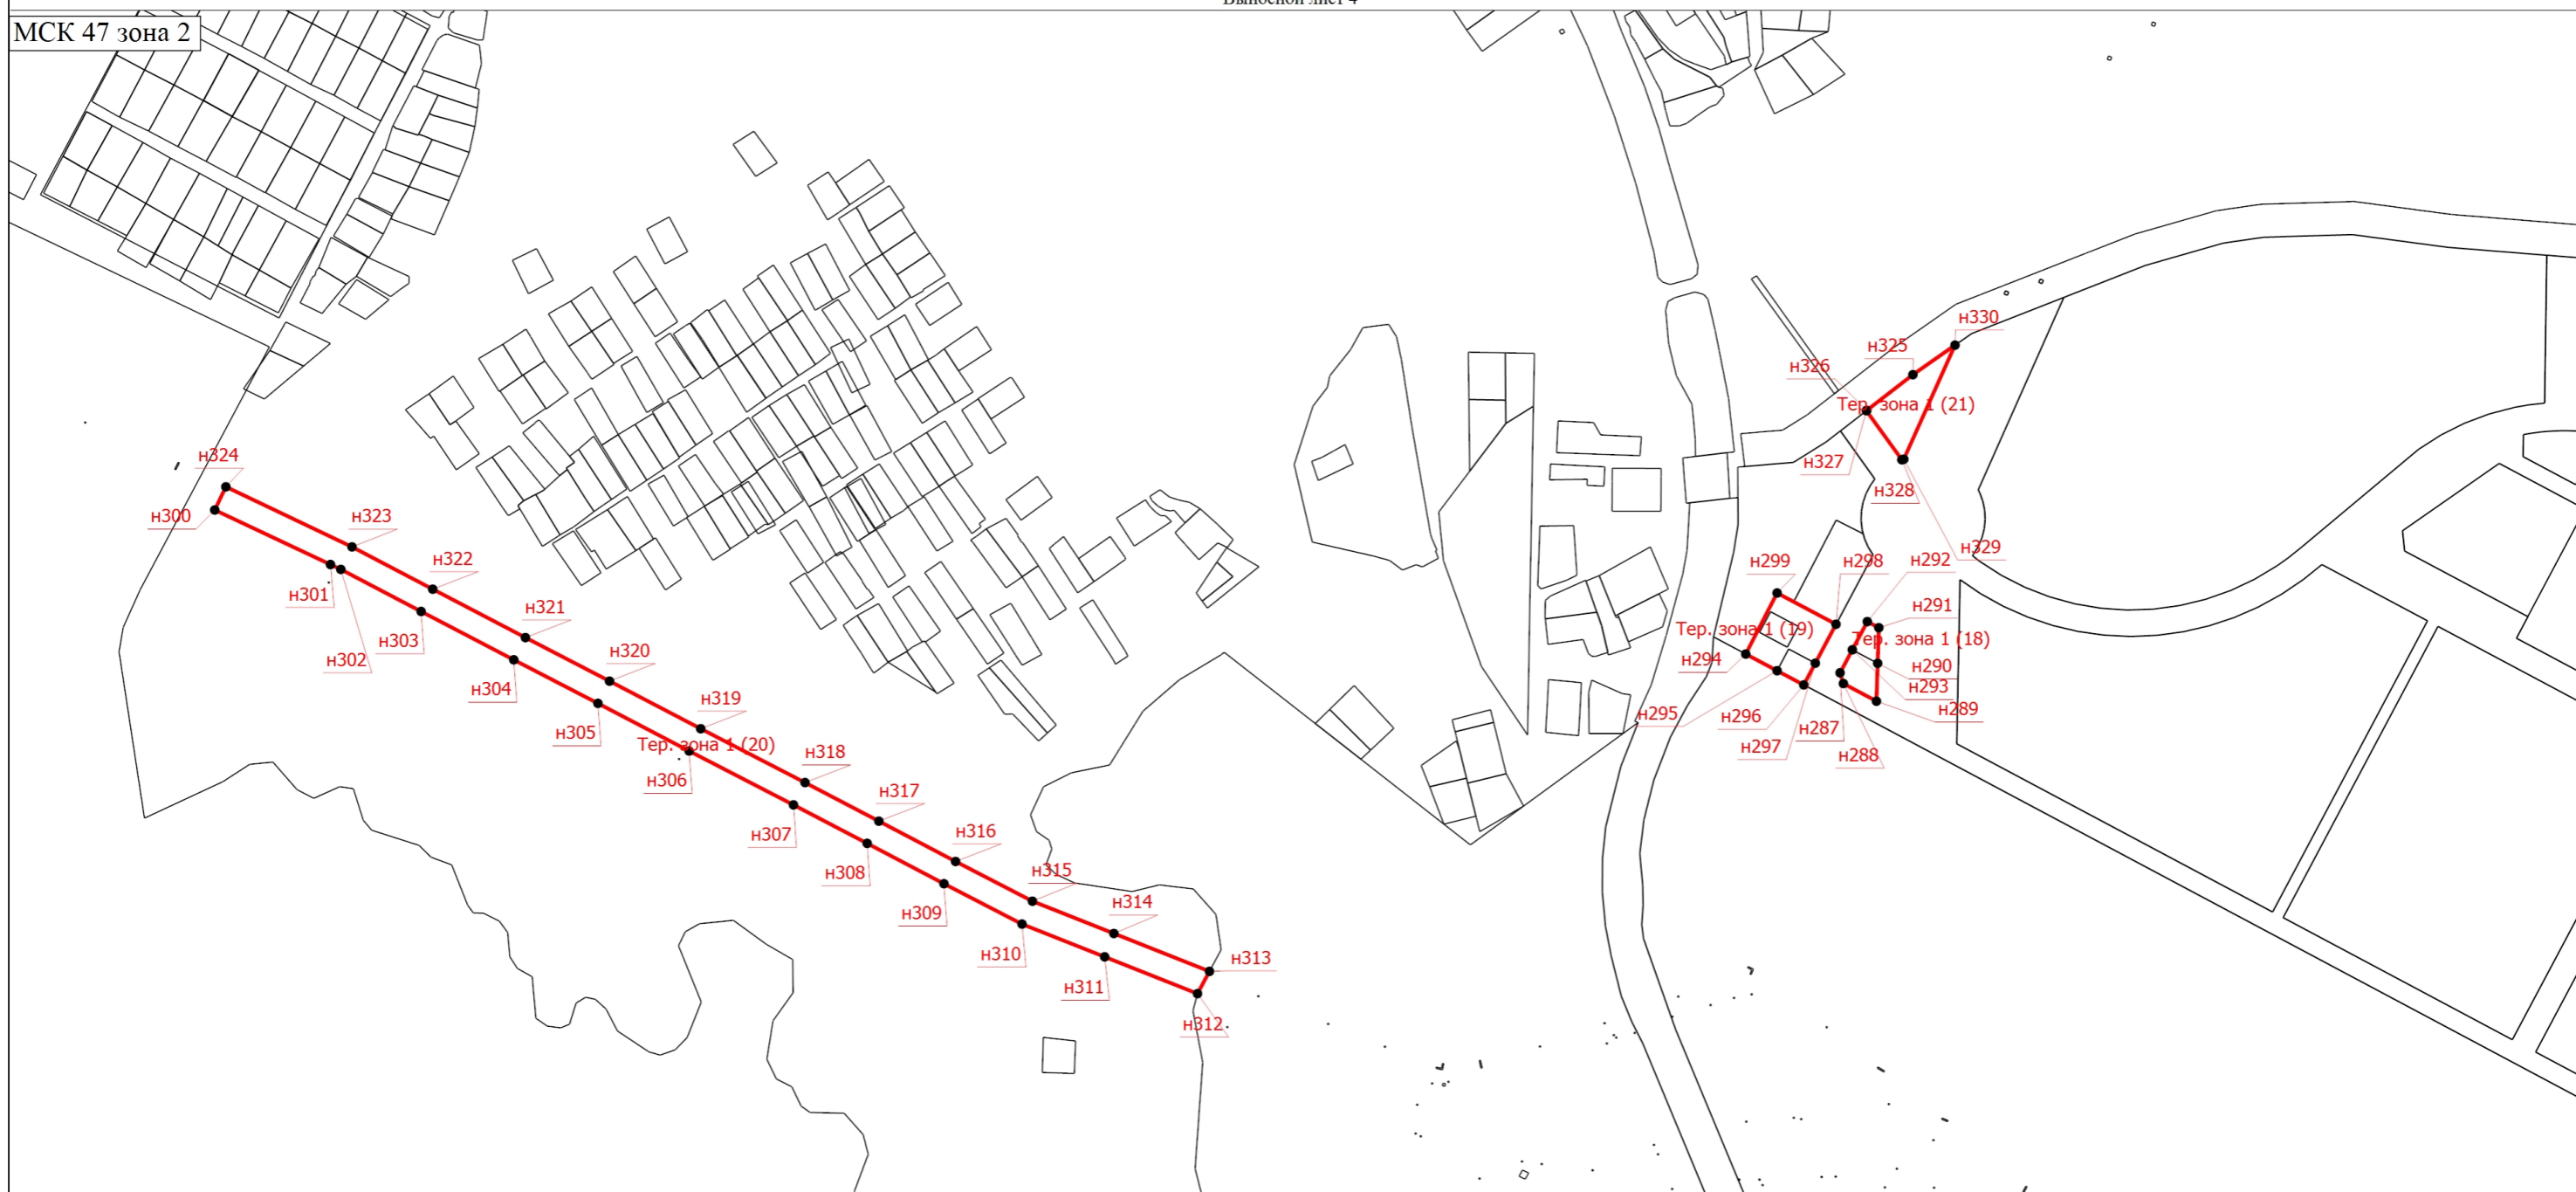 Выносной лист 4
МСК 47 зона 2
н330
н325
н326
Тер. зона 1 (21)
н327
н328
н329
н324
н300
н323
н322
н301
н302
н303
н321
н304
н320
н305
н319
Тер. зона 1 (20)
н306
н318
н307
н317
н308
н316
н309
н315
н310
н314
н311
н313
н312
н299
н298
н292
н291
Тер. зона 1 (19)
Тер. зона 1 (18)
н294
н290
н293
н295
н296
н289
н297
н287
н288